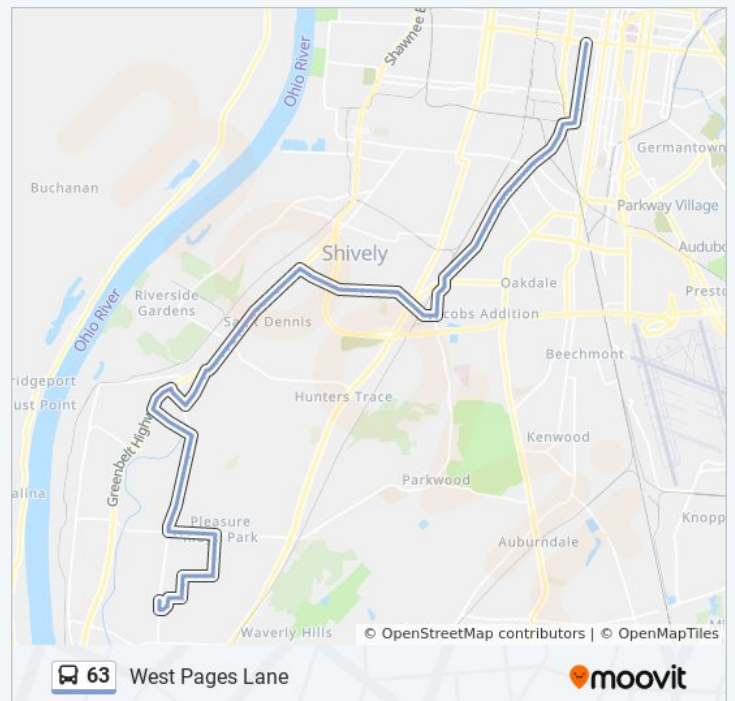 Ohio River
Shawnee E
Germantown
Buchanan
Parkway Village
Shively
Audubo
Ohio River
Riverside
Gardens
Oakdale
Presto
Saint Dennis
Jacobs Addition
Beechmont
ridgeport
ust Point
Hunters Trace
Greenbelt Highw
Kenwood
alina
Parkwood
Pleasure
Ridge Park
Knopp
Auburndale
Waverly Hills
© OpenStreetMap contributors | © OpenMapTiles
63 West Pages Lane
moovit